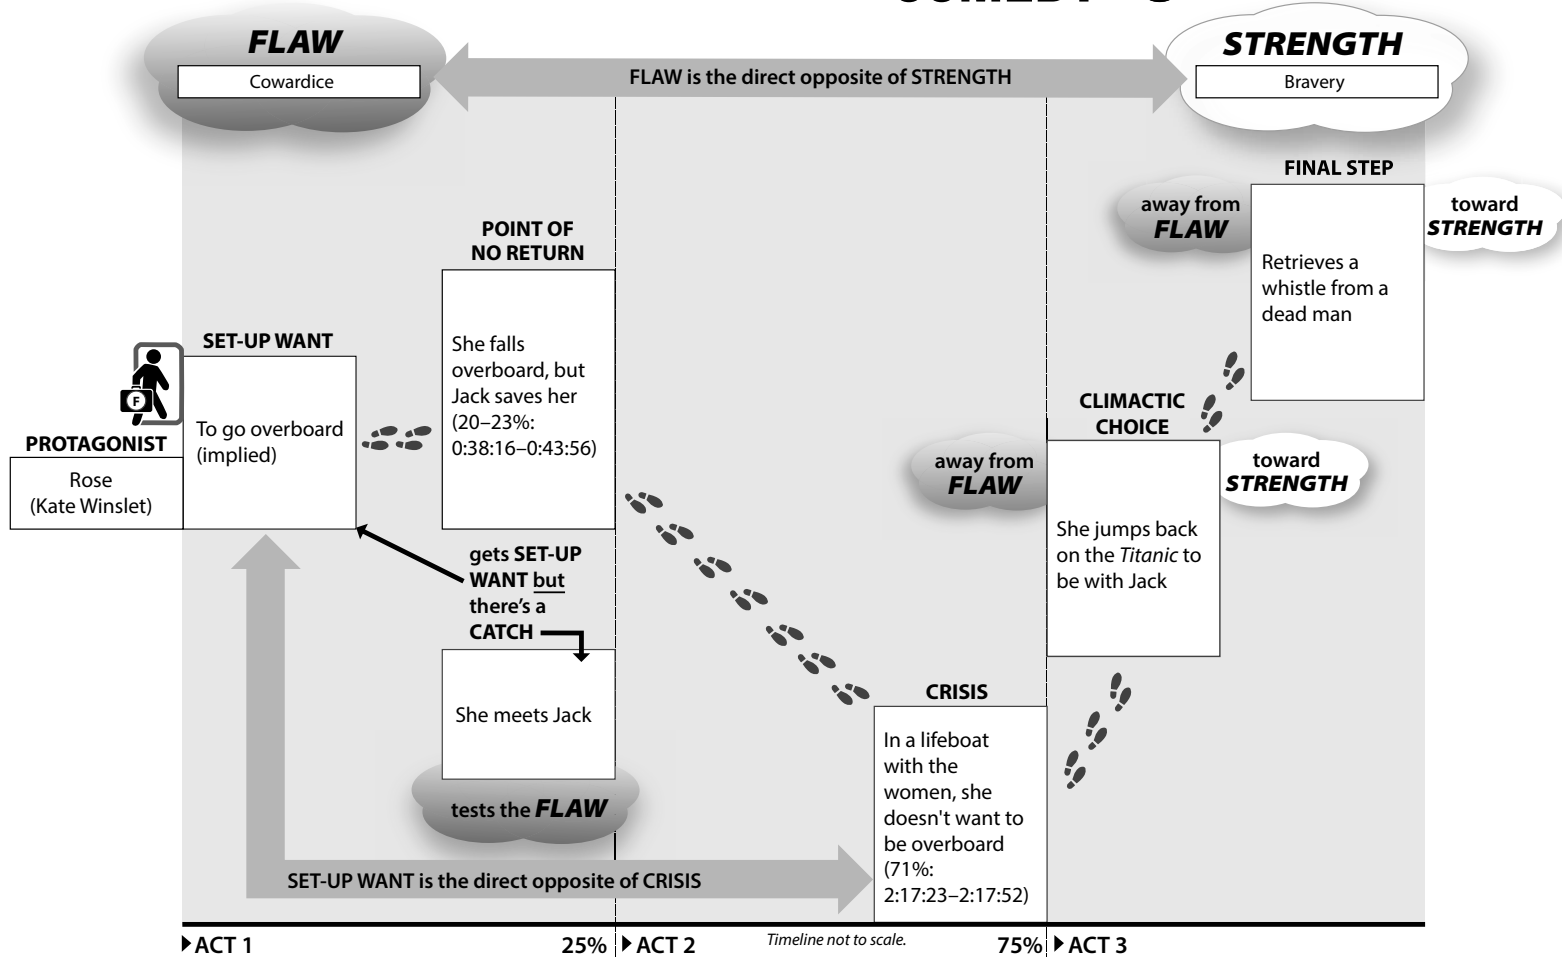 COMEDY
FLAW
Cowardice
FLAW is the direct opposite of STRENGTH
STRENGTH
Bravery
FINAL STEP
away from
FLAW
toward
STRENGTH
Retrieves a
whistle from a
dead man
POINT OF
NO RETURN
She falls
overboard, but
Jack saves her
(20–23%:
0:38:16–0:43:56)
SET-UP WANT
To go overboard
(implied)
F
PROTAGONIST
Rose
(Kate Winslet)
CLIMACTIC
CHOICE
away from
FLAW
toward
STRENGTH
She jumps back
on the Titanic to
be with Jack
gets SET-UP
WANT but
there's a
CATCH
She meets Jack
tests the FLAW
CRISIS
In a lifeboat
with the
women, she
doesn't want to
be overboard
(71%:
2:17:23–2:17:52)
SET-UP WANT is the direct opposite of CRISIS
ACT 1
25%
ACT 2
Timeline not to scale.
75%
ACT 3